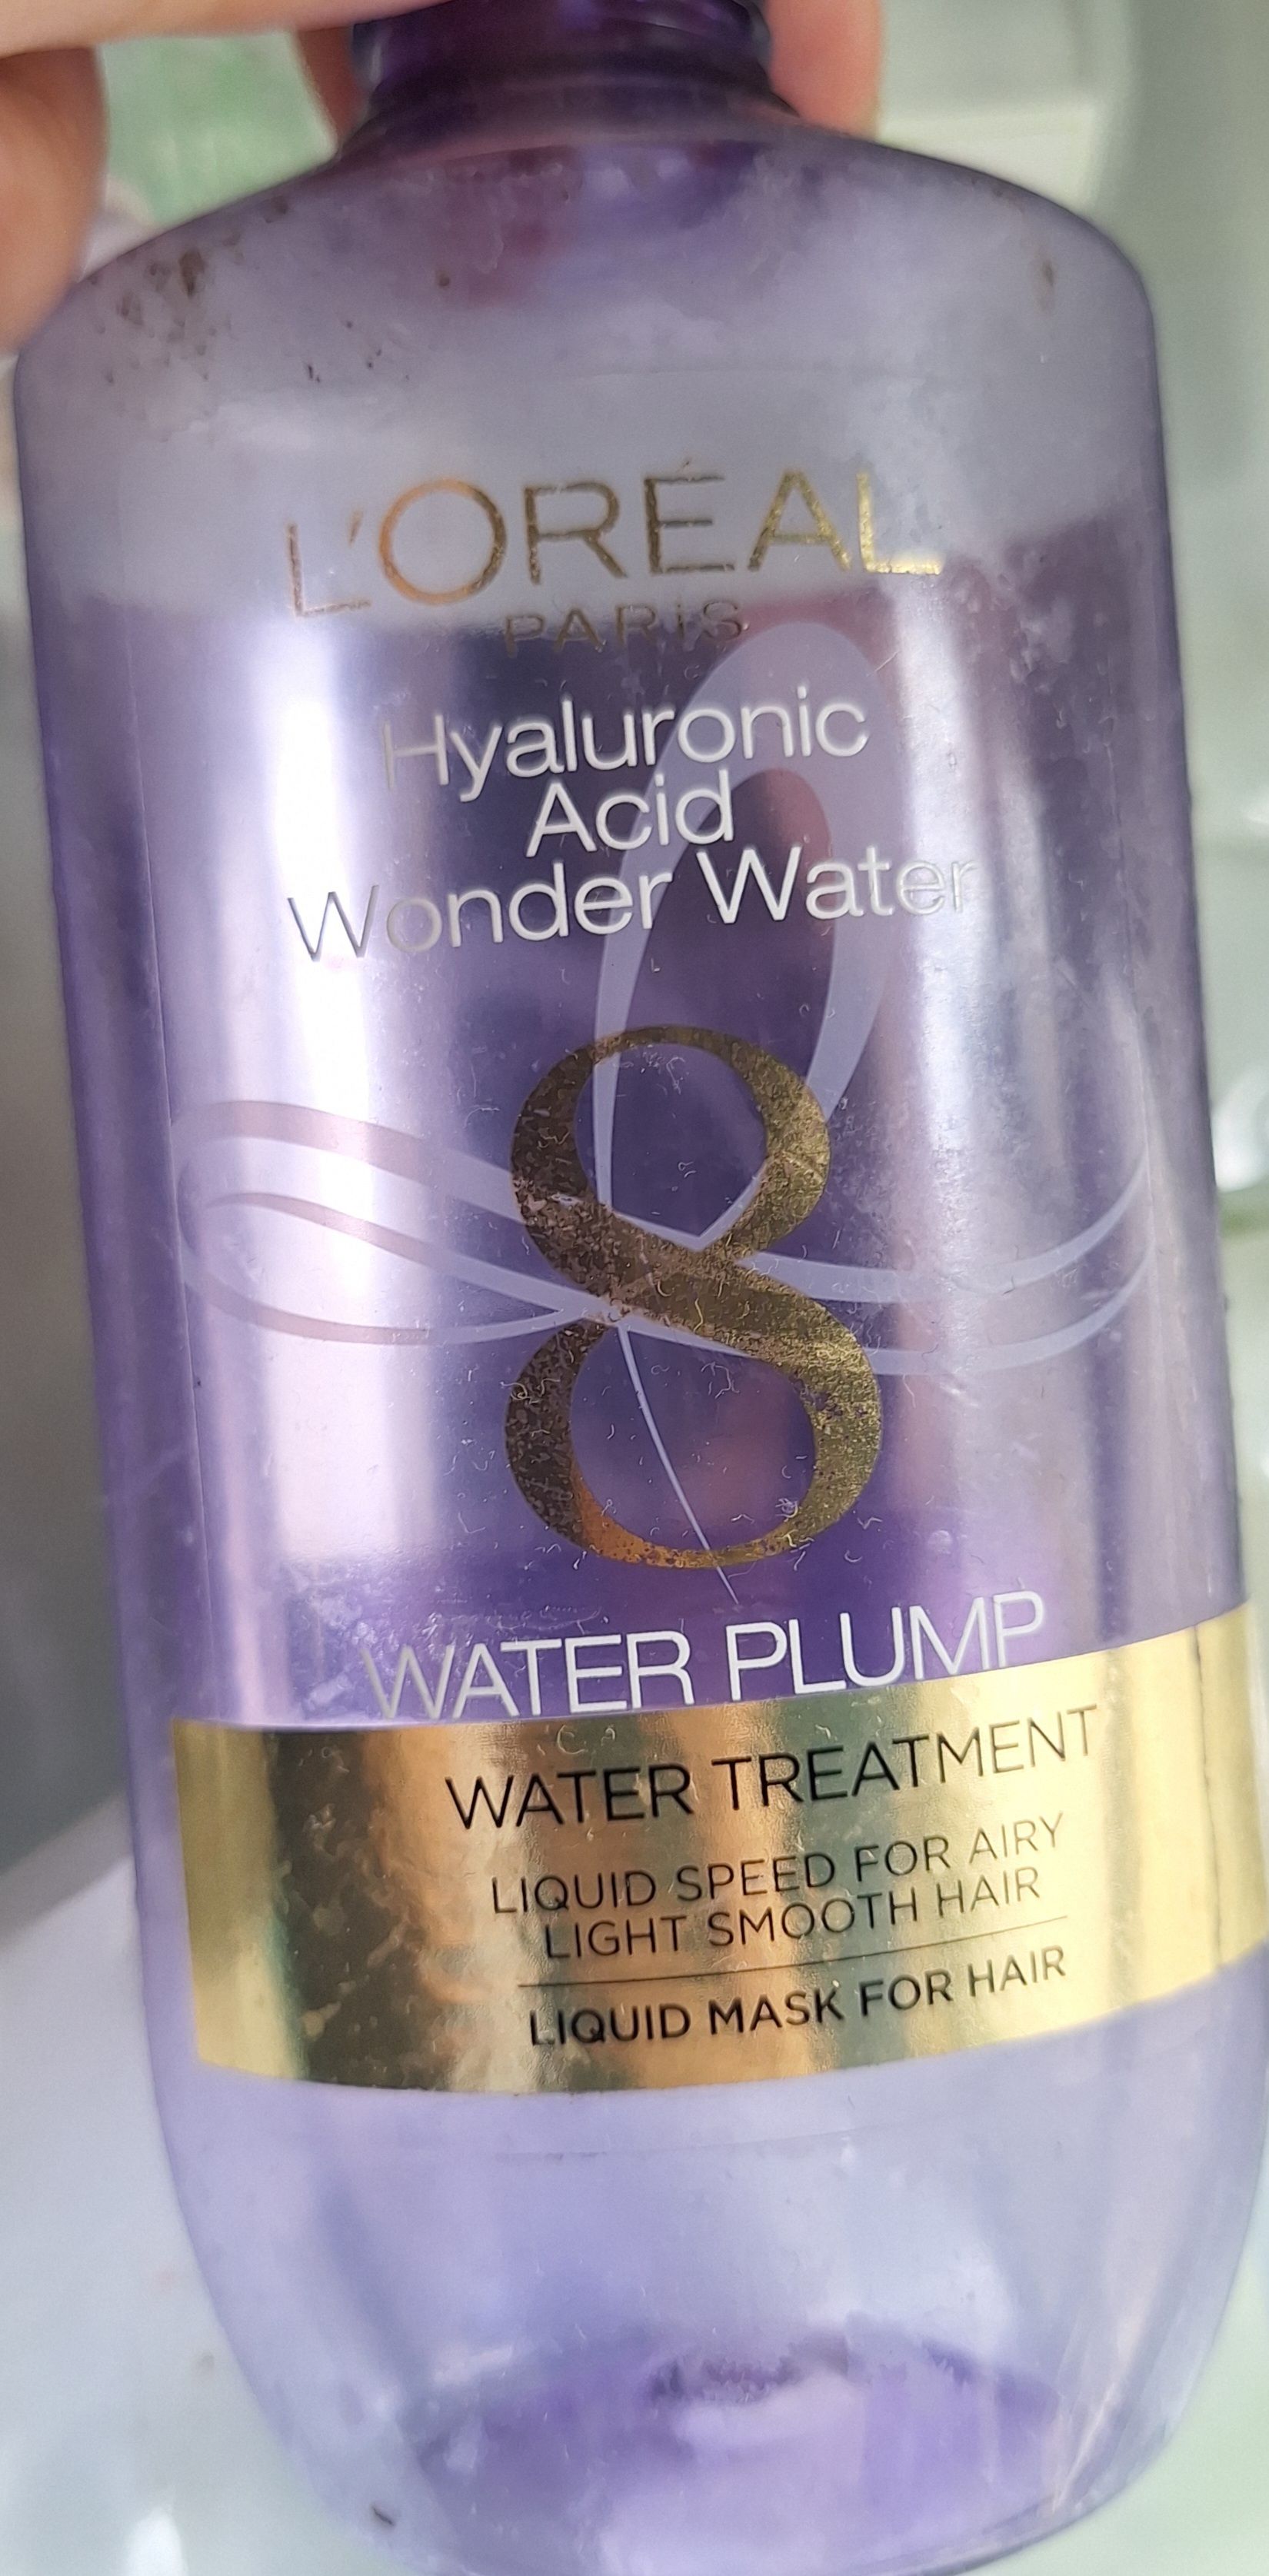 L'ORÉAL
PARIS
Hyaluronic
Acid
Wonder Water
8
WATER PLUMP
WATER TREATMENT
LIQUID SPEED FOR AIRY
LIGHT SMOOTH HAIR
LIQUID MASK FOR HAIR